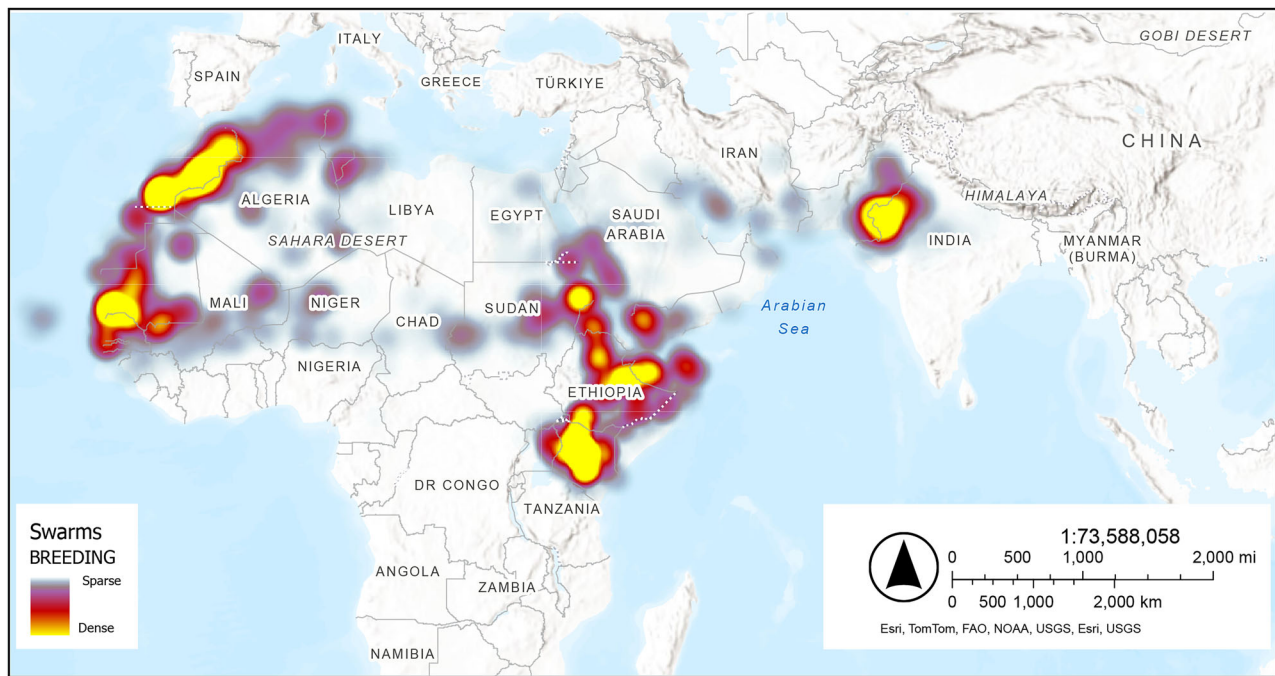 ITALY
GOBI DESERT
SPAIN
GREECE
TÜRKIYE
CHINA
IRAN
ALGERIA
LIBYA
EGYPT
SAUDI
ARABIA
HIMALAYA
SAHARA DESERT
INDIA
MYANMAR
(BURMA)
MALI
NIGER
CHAD
SUDAN
Arabian
Sea
NIGERIA
ETHIOPIA
DR CONGO
TANZANIA
ANGOLA
ZAMBIA
NAMIBIA
Swarms
BREEDING
Sparse
Dense
1:73,588,058
0 500 1,000 2,000 mi
0 500 1,000 2,000 km
Esri, TomTom, FAO, NOAA, USGS, Esri, USGS